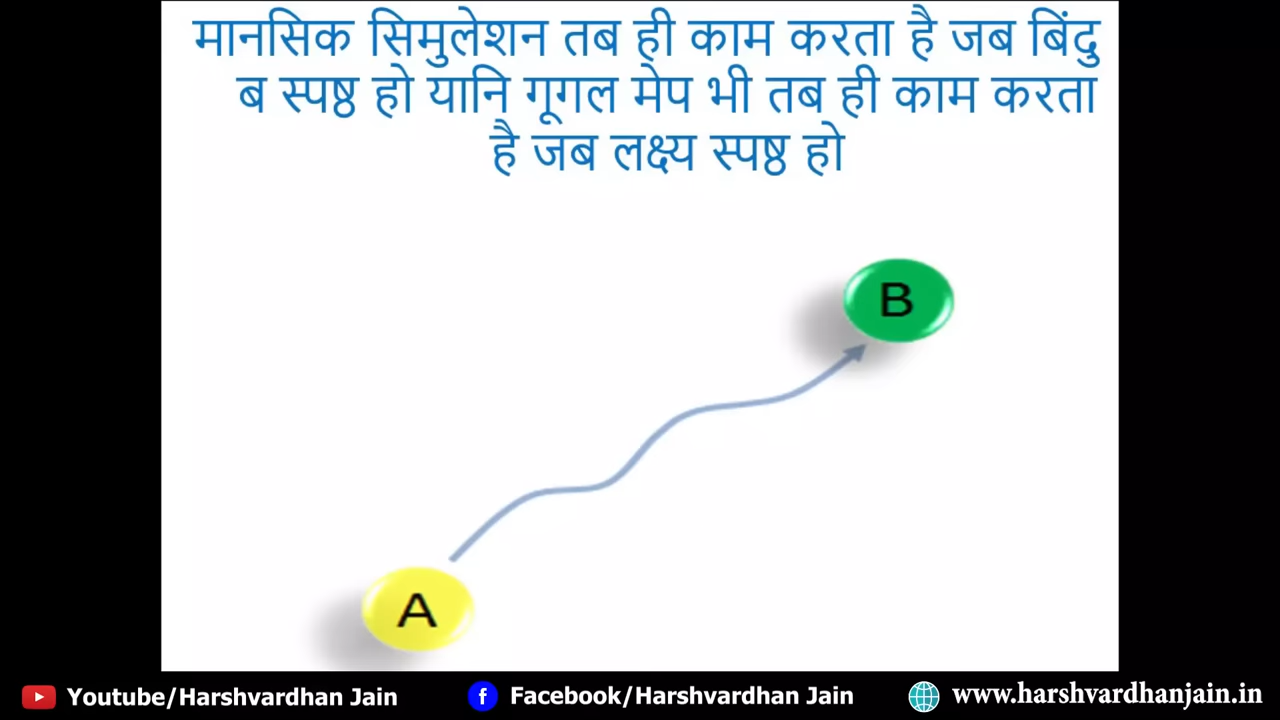 मानसिक सिमुलेशन तब ही काम करता है जब बिंदु
ब स्पष्ठ हो यानि गूगल मेप भी तब ही काम करता
है जब लक्ष्य स्पष्ठ हो
B
A
Youtube/Harshvardhan Jain
Facebook/Harshvardhan Jain
www.harshvardhanjain.in